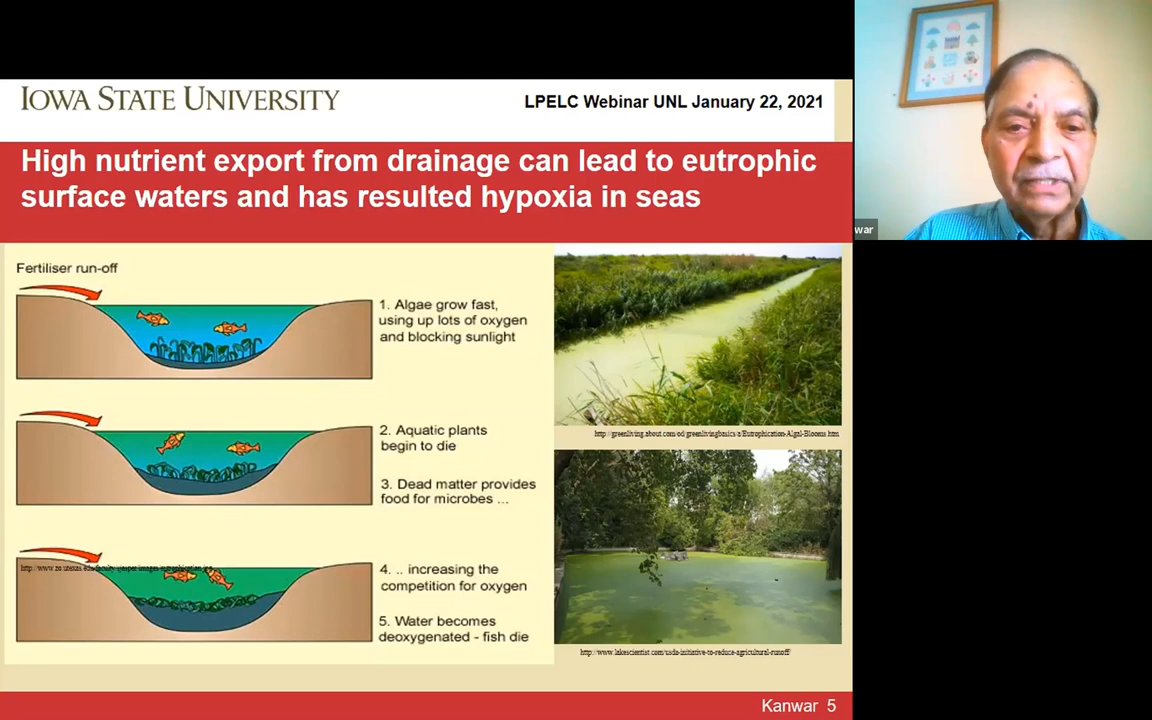 IOWA STATE UNIVERSITY
LPELC Webinar UNL January 22, 2021
High nutrient export from drainage can lead to eutrophic
surface waters and has resulted hypoxia in seas
Fertiliser run-off
1. Algae grow fast,
using up lots of oxygen
and blocking sunlight
2. Aquatic plants
begin to die
3. Dead matter provides
food for microbes ...
4. .. increasing the
competition for oxygen
5. Water becomes
deoxygenated - fish die
http://greenliving.about.com/od/greenlivingbasics/a/Eutrophication-Algal-Blooms.htm
http://www.lakescientist.com/usda-initiative-to-reduce-agricultural-runoff/
Kanwar 5
war